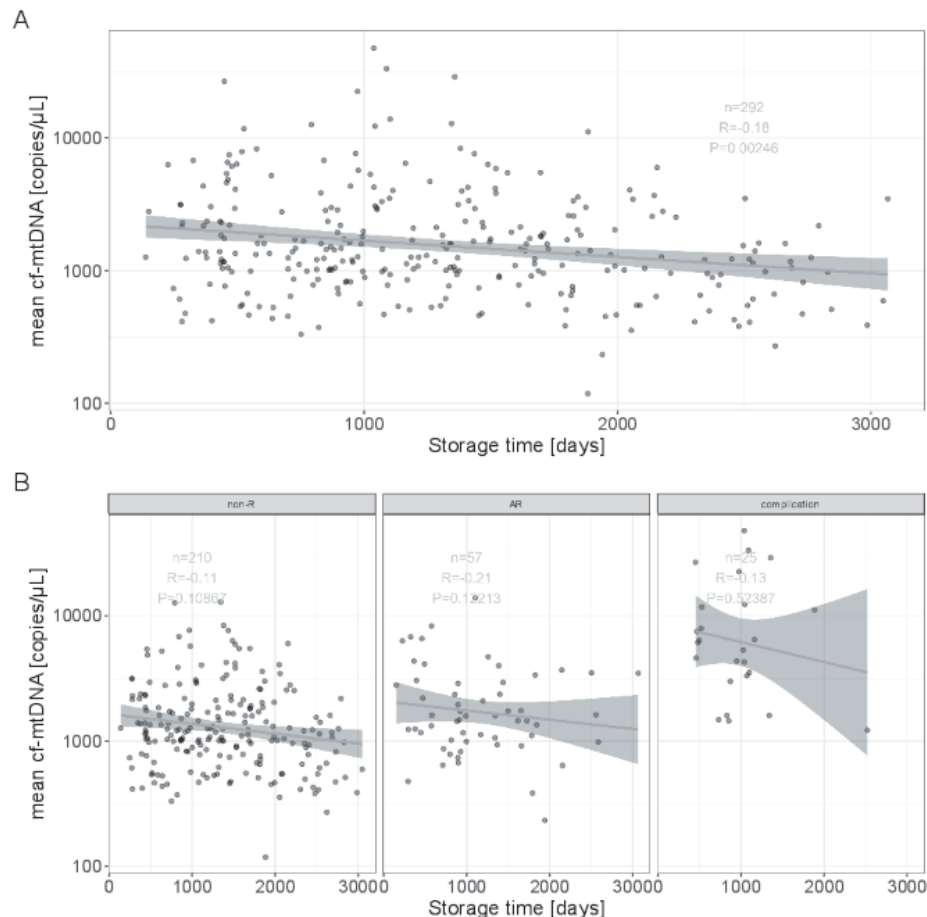 A
mean cf-mtDNA [copies/µL]
10000
1000
100
n=292
R=-0.18
P=0.00246
0 1000 2000 3000
Storage time [days]
B
non-R AR complication
mean cf-mtDNA [copies/µL]
10000
1000
100
n=210
R=-0.11
P=0.10867
n=57
R=-0.21
P=0.12213
n=25
R=-0.13
P=0.52387
0 1000 2000 30000 1000 2000 30000 1000 2000 3000
Storage time [days]